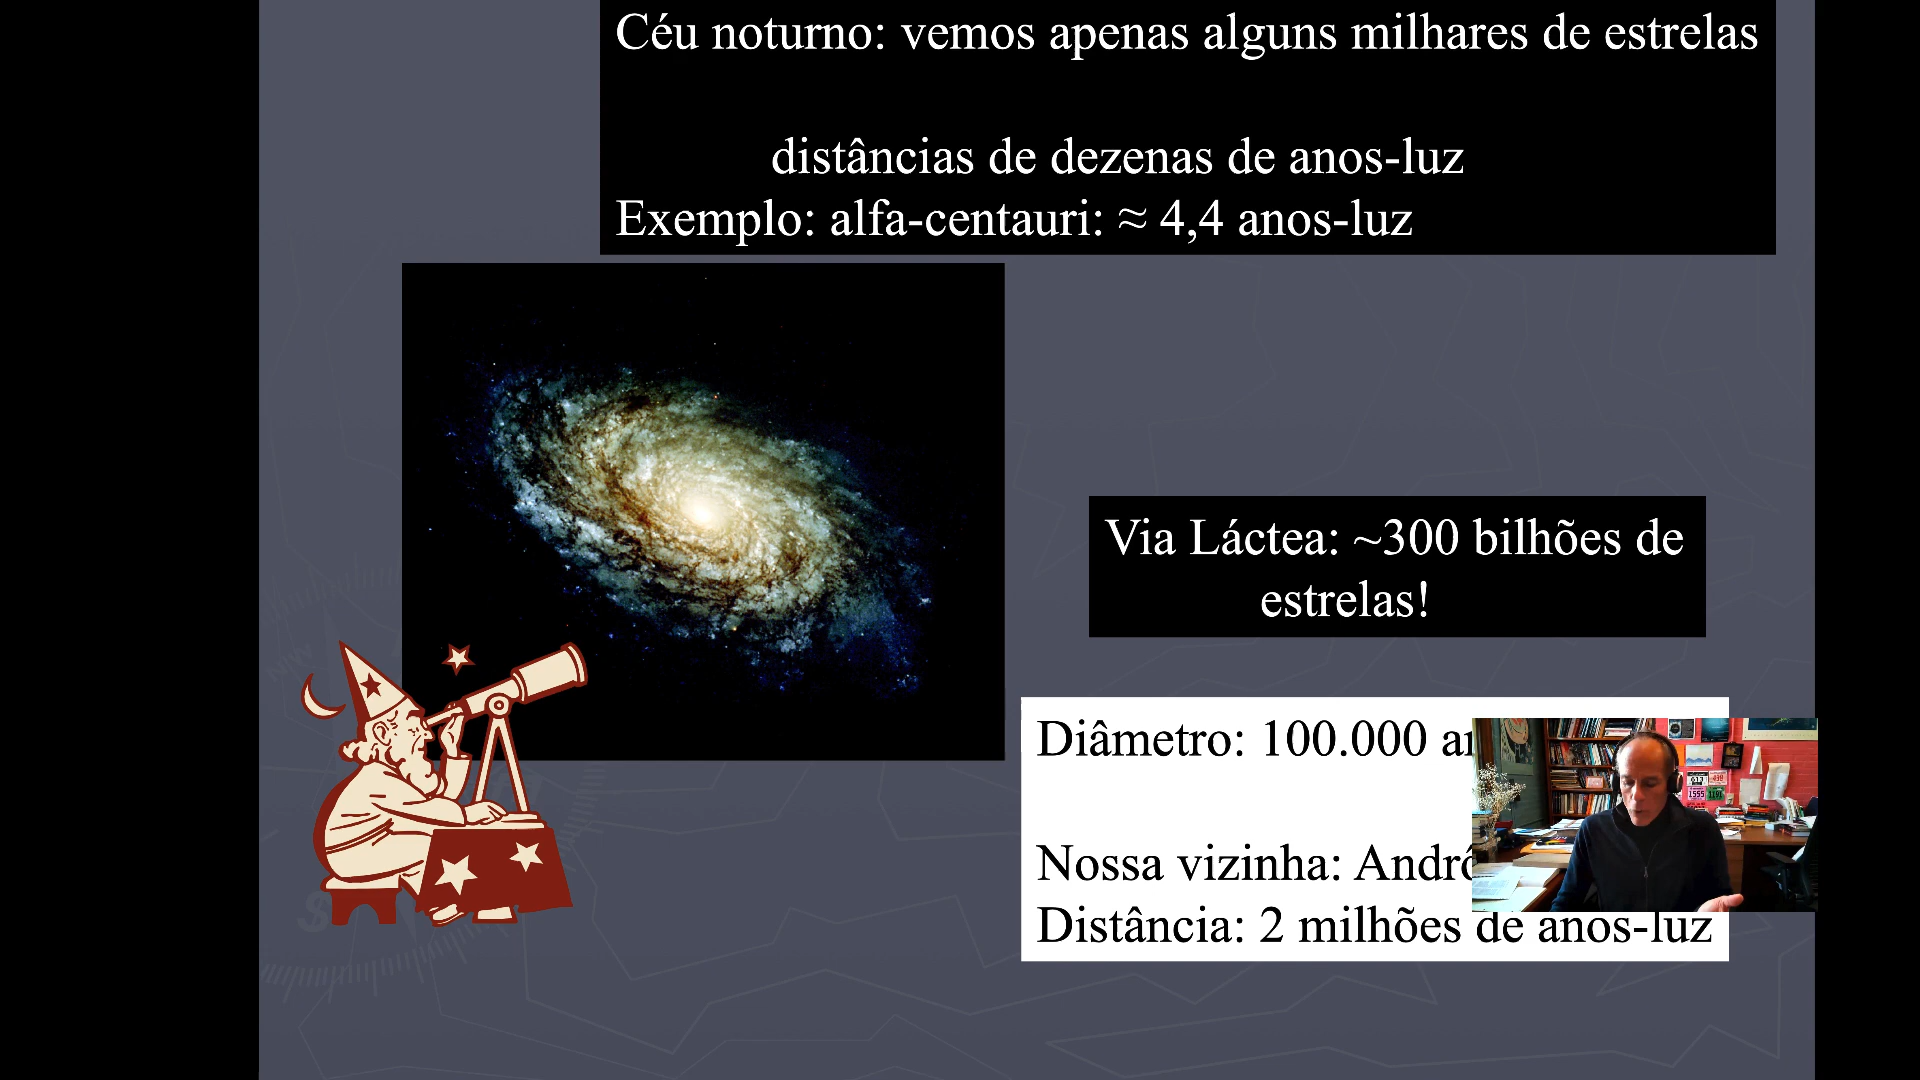 Céu noturno: vemos apenas alguns milhares de estrelas
distâncias de dezenas de anos-luz
Exemplo: alfa-centauri: ≈ 4,4 anos-luz
Via Láctea: ~300 bilhões de
estrelas!
Diâmetro: 100.000
Nossa vizinha:
Distância: 2 milhões de anos-luz